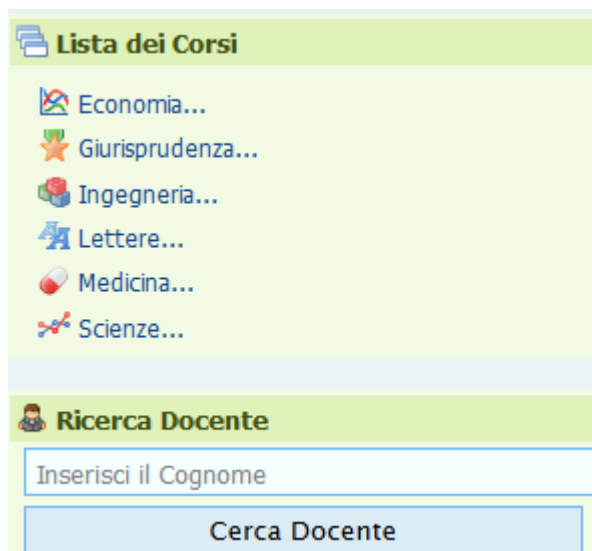 Lista dei Corsi
Economia...
Giurisprudenza...
Ingegneria...
Lettere...
Medicina...
Scienze...
Ricerca Docente
Inserisci il Cognome
Cerca Docente